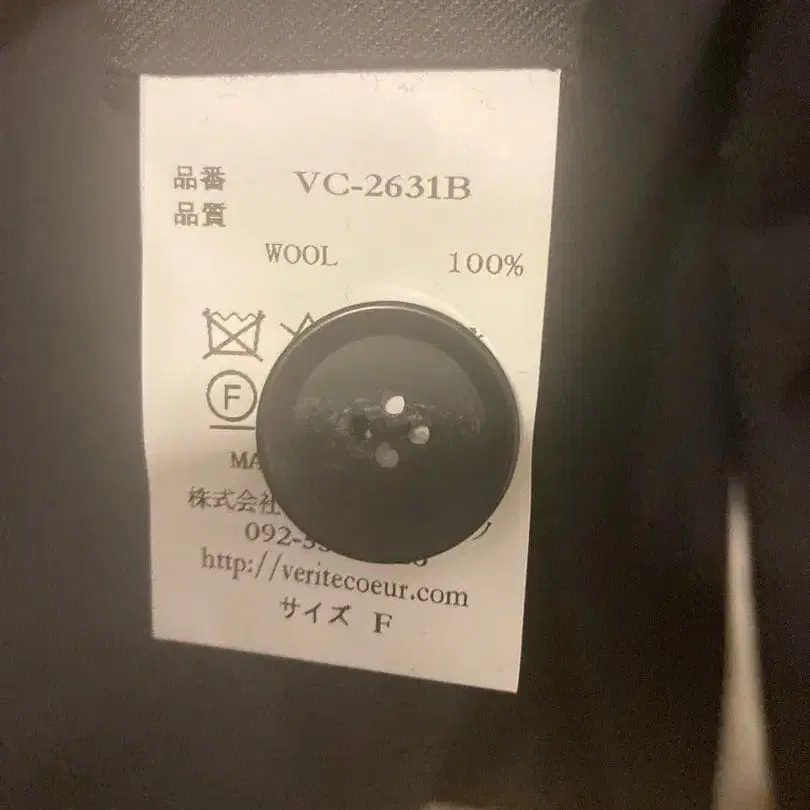 品番 VC-2631B
品質
WOOL 100%
F
株式会社
092-
http://veritecoeur.com
サイズ F